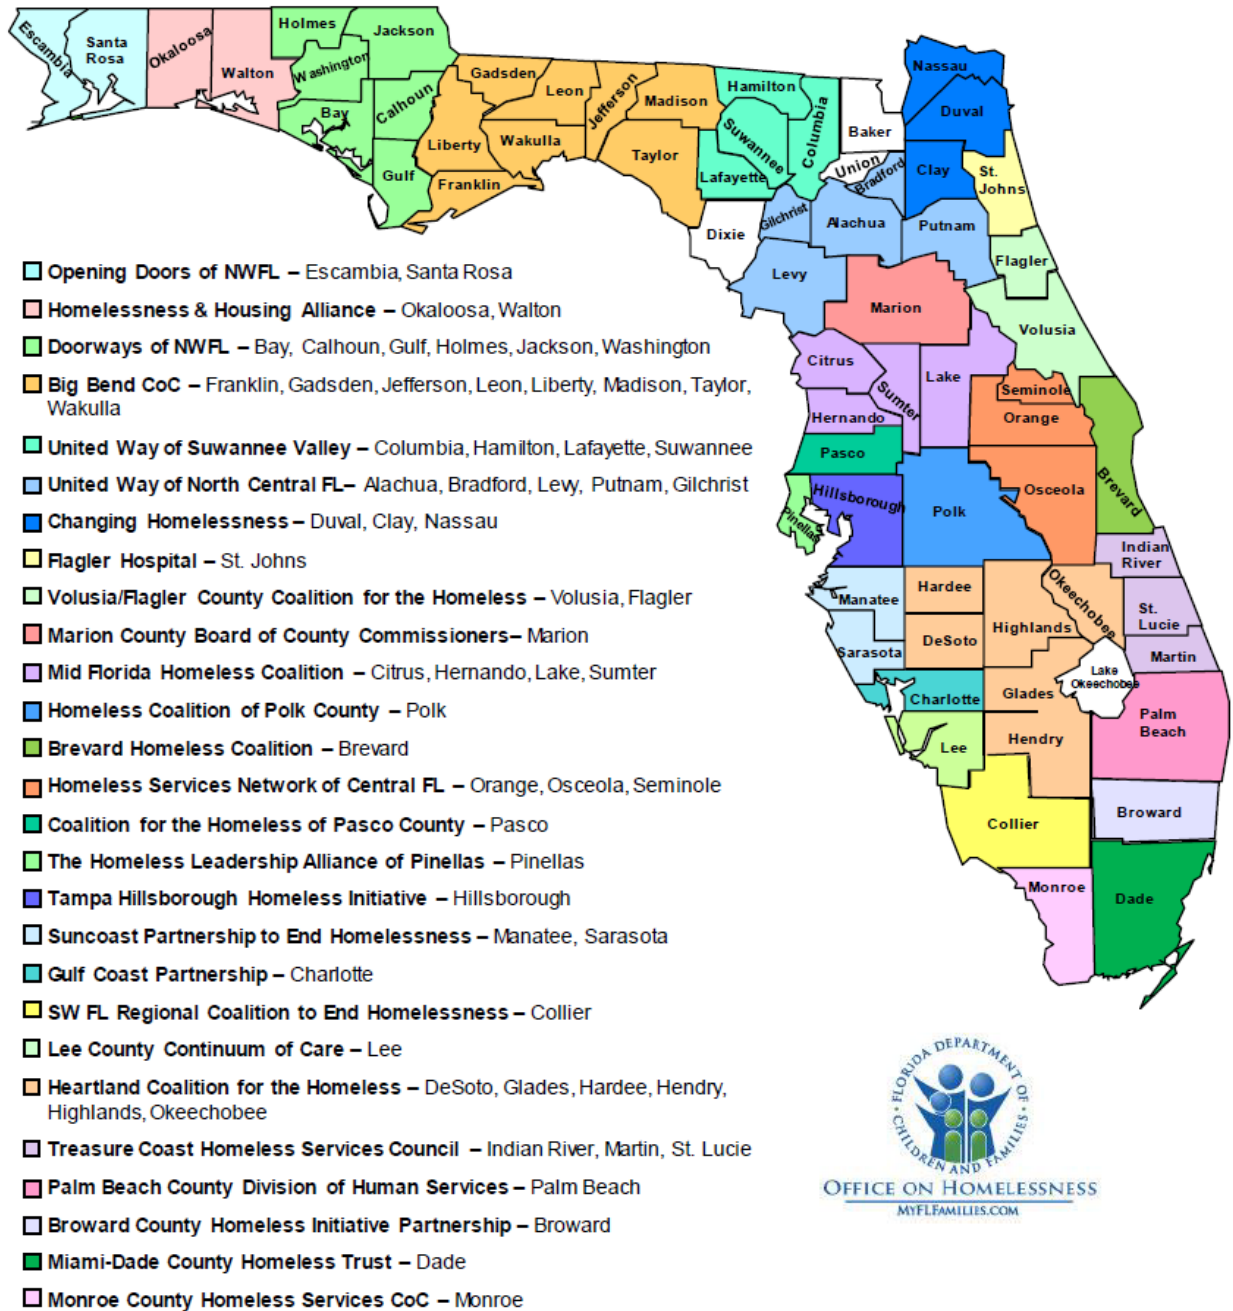 Escambia
Santa
Rosa
Okaloosa
Walton
Holmes
Washington
Jackson
Bay
Calhoun
Gulf
Gadsden
Liberty
Leon
Wakulla
Franklin
Jefferson
Madison
Taylor
Hamilton
Suwannee
Lafayette
Columbia
Baker
Union
Bradford
Nassau
Duval
Clay
St.
Johns
Dixie
Gilchrist
Alachua
Putnam
Flagler
Levy
Marion
Volusia
Citrus
Sumter
Lake
Hernando
Seminole
Orange
Pasco
Pinellas
Hillsborough
Polk
Osceola
Brevard
Indian
River
Manatee
Hardee
Okeechobee
Highlands
St.
Lucie
DeSoto
Sarasota
Martin
Lake
Okeechobee
Charlotte
Glades
Palm
Beach
Lee
Hendry
Collier
Broward
Monroe
Dade
Opening Doors of NWFL – Escambia, Santa Rosa
Homelessness & Housing Alliance – Okaloosa, Walton
Doorways of NWFL – Bay, Calhoun, Gulf, Holmes, Jackson, Washington
Big Bend CoC – Franklin, Gadsden, Jefferson, Leon, Liberty, Madison, Taylor,
Wakulla
United Way of Suwannee Valley – Columbia, Hamilton, Lafayette, Suwannee
United Way of North Central FL– Alachua, Bradford, Levy, Putnam, Gilchrist
Changing Homelessness – Duval, Clay, Nassau
Flagler Hospital – St. Johns
Volusia/Flagler County Coalition for the Homeless – Volusia, Flagler
Marion County Board of County Commissioners– Marion
Mid Florida Homeless Coalition – Citrus, Hernando, Lake, Sumter
Homeless Coalition of Polk County – Polk
Brevard Homeless Coalition – Brevard
Homeless Services Network of Central FL – Orange, Osceola, Seminole
Coalition for the Homeless of Pasco County – Pasco
The Homeless Leadership Alliance of Pinellas – Pinellas
Tampa Hillsborough Homeless Initiative – Hillsborough
Suncoast Partnership to End Homelessness – Manatee, Sarasota
Gulf Coast Partnership – Charlotte
SW FL Regional Coalition to End Homelessness – Collier
Lee County Continuum of Care – Lee
Heartland Coalition for the Homeless – DeSoto, Glades, Hardee, Hendry,
Highlands, Okeechobee
Treasure Coast Homeless Services Council – Indian River, Martin, St. Lucie
Palm Beach County Division of Human Services – Palm Beach
Broward County Homeless Initiative Partnership – Broward
Miami-Dade County Homeless Trust – Dade
Monroe County Homeless Services CoC – Monroe
FLORIDA DEPARTMENT OF
CHILDREN AND FAMILIES
OFFICE ON HOMELESSNESS
MYFLFAMILIES.COM